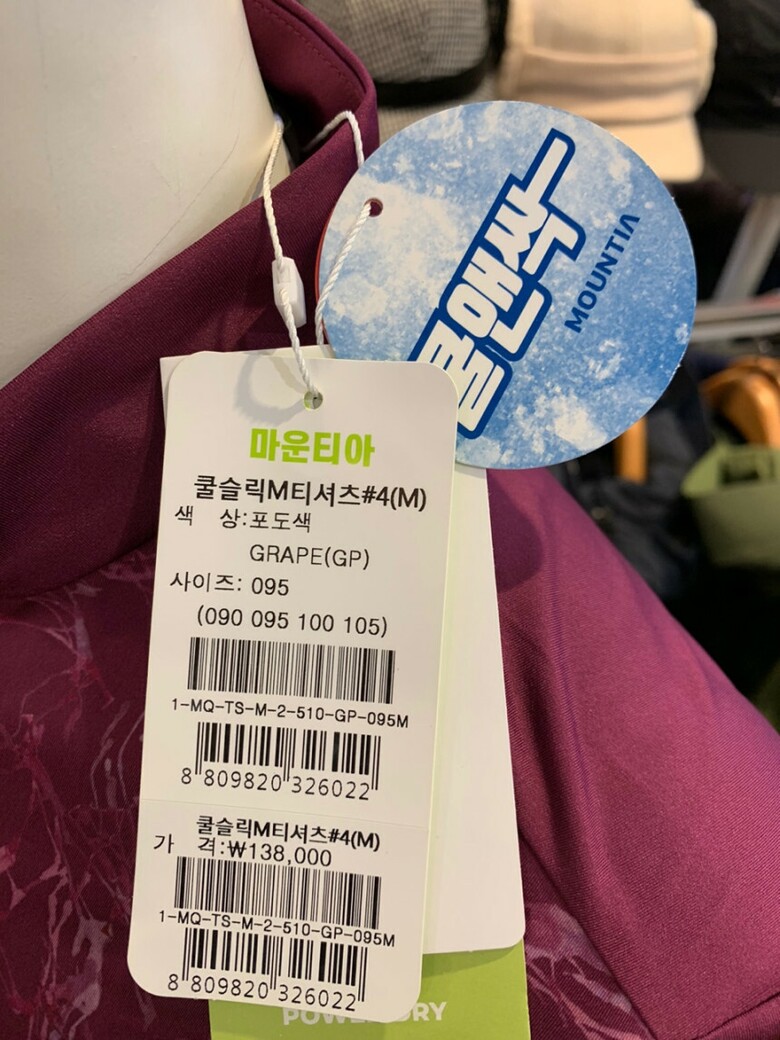 쿨앤썩
MOUNTIA
마운티아
쿨슬릭M티셔츠#4(M)
색 상:포도색
GRAPE(GP)
사이즈: 095
(090 095 100 105)
1-MQ-TS-M-2-510-GP-095M
8 809820 326022
쿨슬릭M티셔츠#4(M)
가 격:₩138,000
1-MQ-TS-M-2-510-GP-095M
8 809820 326022
POWER DRY